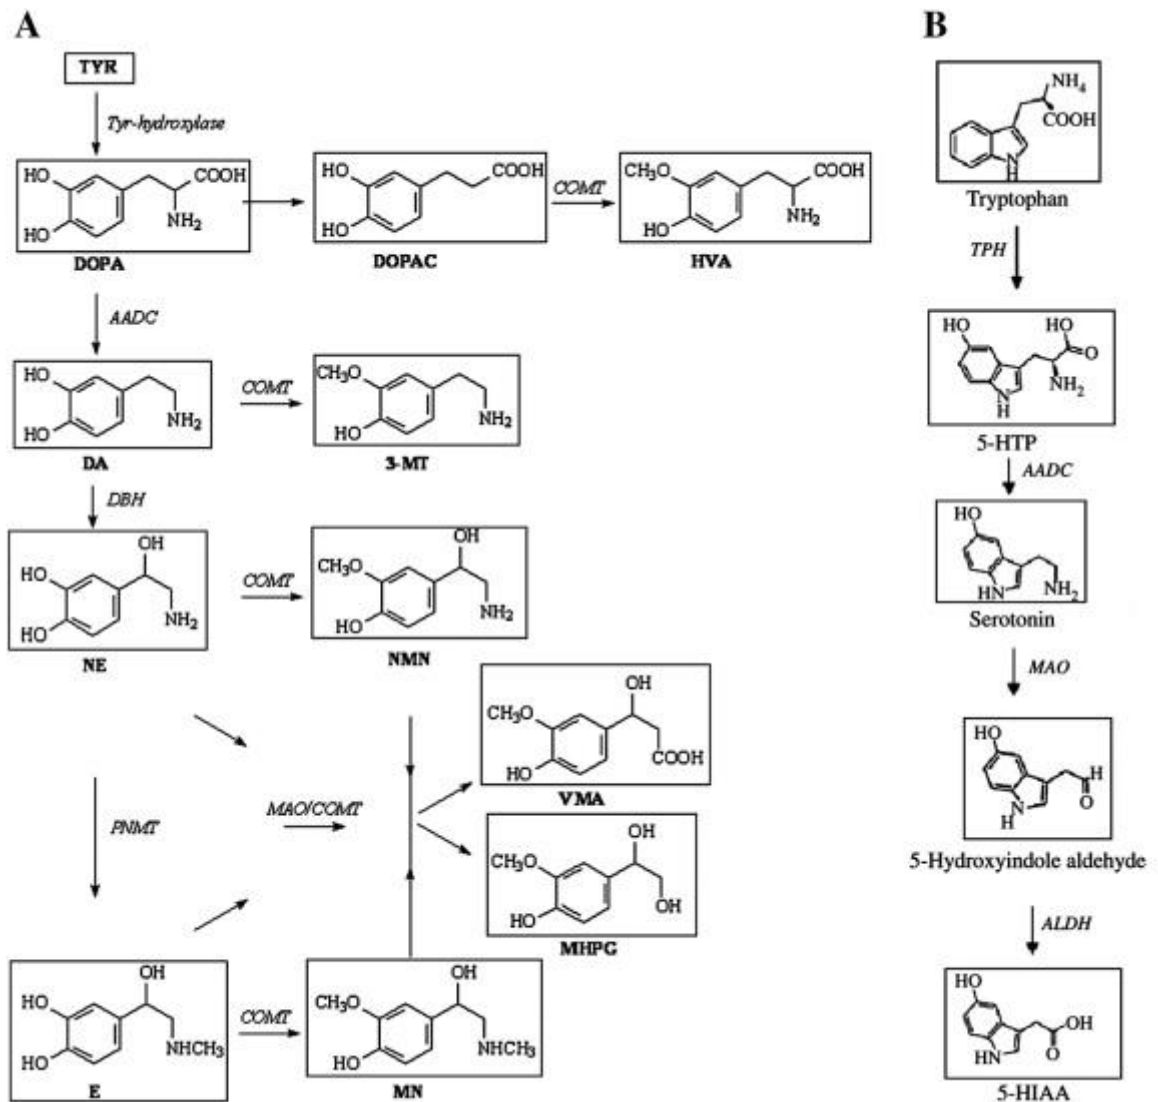 A
TYR
Tyr-hydroxylase
HO
HO
COOH
NH₂
DOPA
HO
HO
COOH
DOPAC
COMT
CH₃O
HO
COOH
NH₂
HVA
AADC
HO
HO
NH₂
DA
COMT
CH₃O
HO
NH₂
3-MT
DBH
OH
HO
HO
NH₂
NE
COMT
OH
CH₃O
HO
NH₂
NMN
PNMT
MAO/COMT
OH
CH₃O
HO
COOH
VMA
OH
CH₃O
HO
OH
MHPG
OH
HO
HO
NHCH₃
E
COMT
OH
CH₃O
HO
NHCH₃
MN
B
NH₄
COOH
N
H
Tryptophan
TPH
HO
HO
O
NH₂
N
H
5-HTP
AADC
HO
HN
NH₂
Serotonin
MAO
HO
H
O
N
H
5-Hydroxyindole aldehyde
ALDH
HO
OH
O
HN
5-HIAA